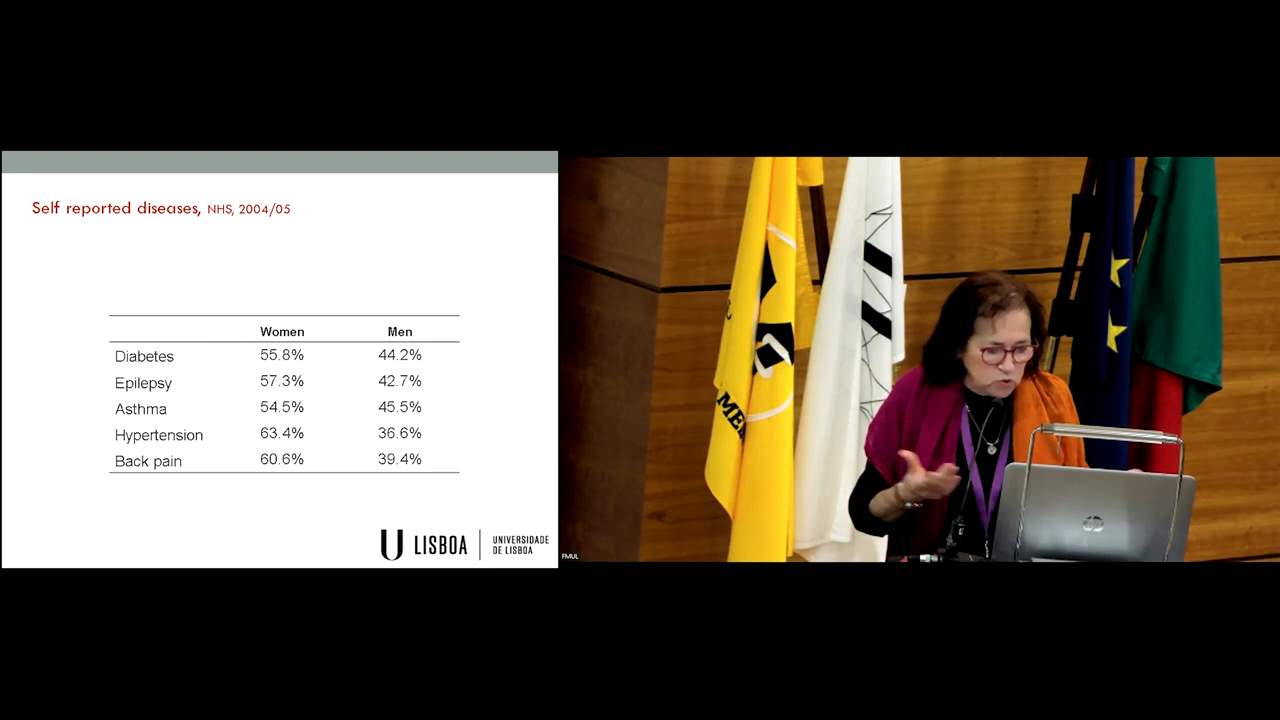 Self reported diseases, NHS, 2004/05
Women Men
Diabetes 55.8% 44.2%
Epilepsy 57.3% 42.7%
Asthma 54.5% 45.5%
Hypertension 63.4% 36.6%
Back pain 60.6% 39.4%
U LISBOA | UNIVERSIDADE
DE LISBOA
MED
hp
FMUL